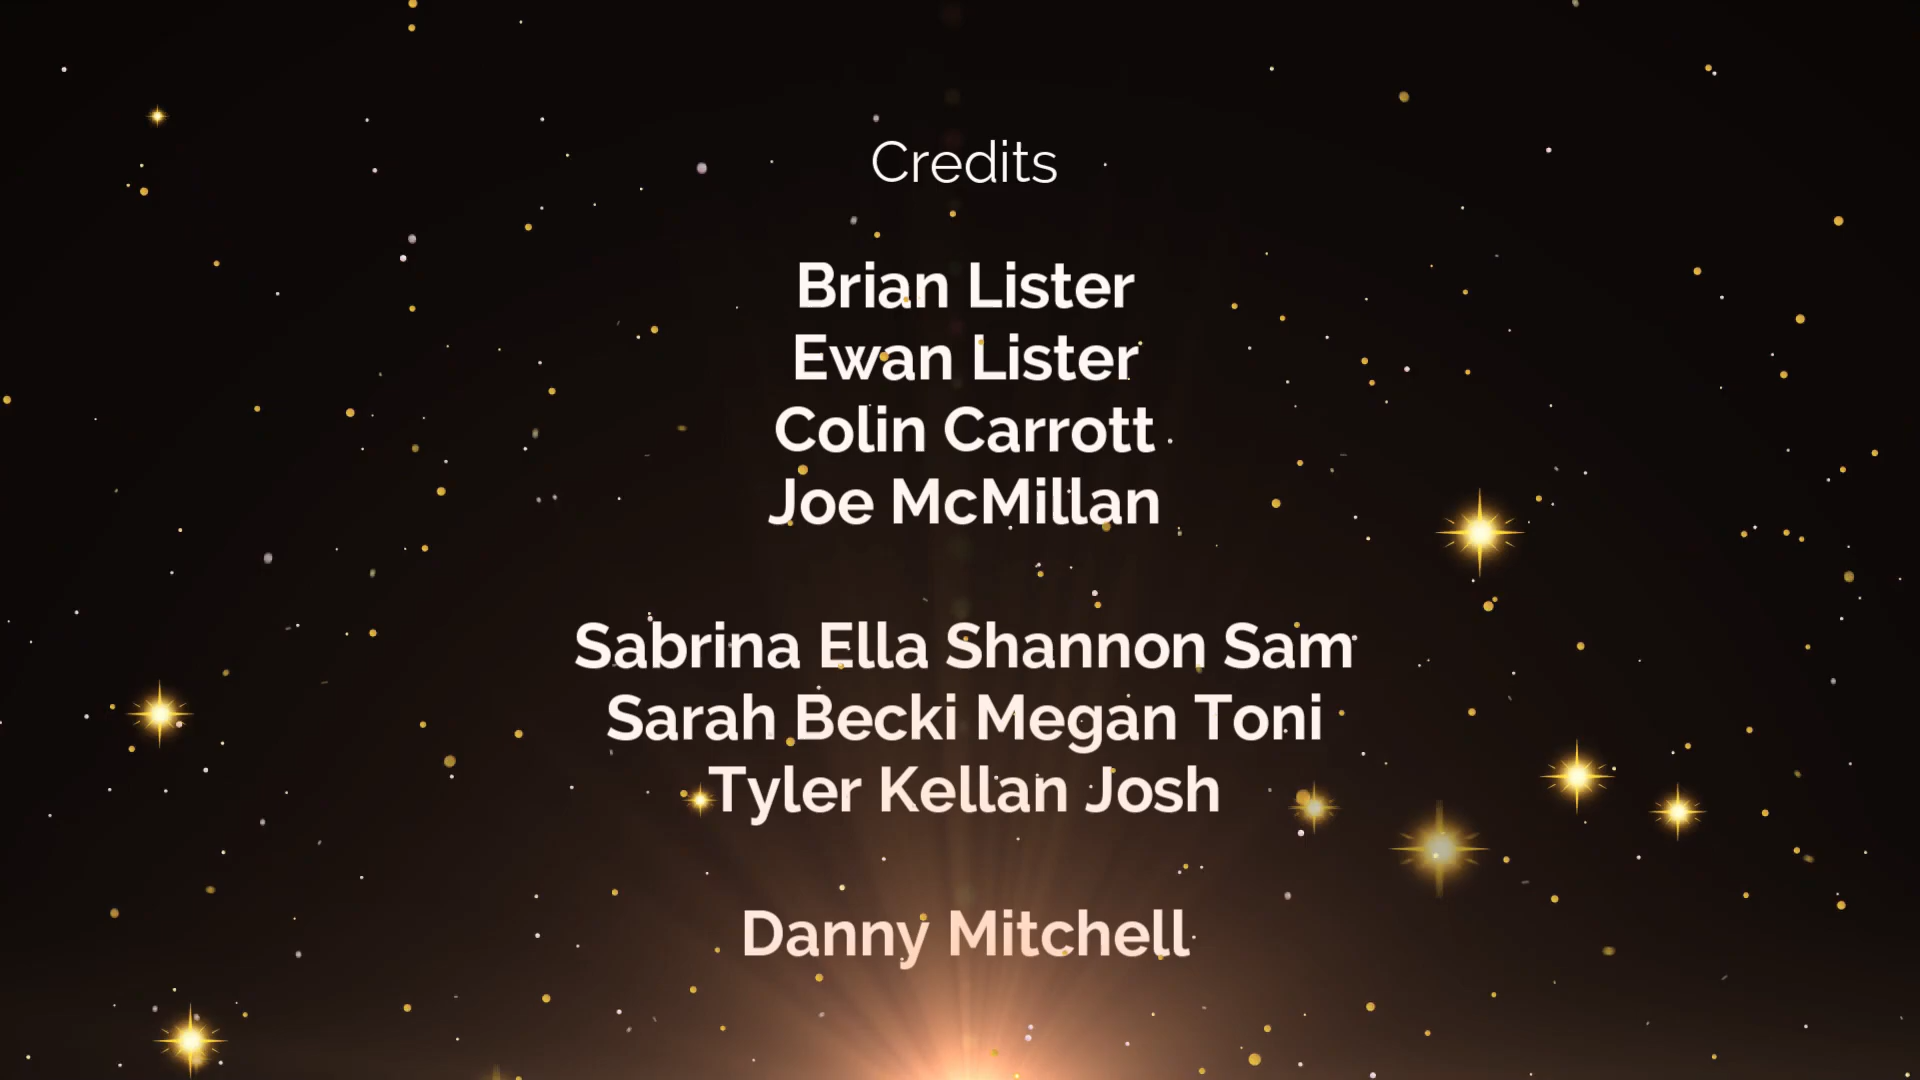 Credits
Brian Lister
Ewan Lister
Colin Carrott
Joe McMillan
Sabrina Ella Shannon Sam
Sarah Becki Megan Toni
Tyler Kellan Josh
Danny Mitchell